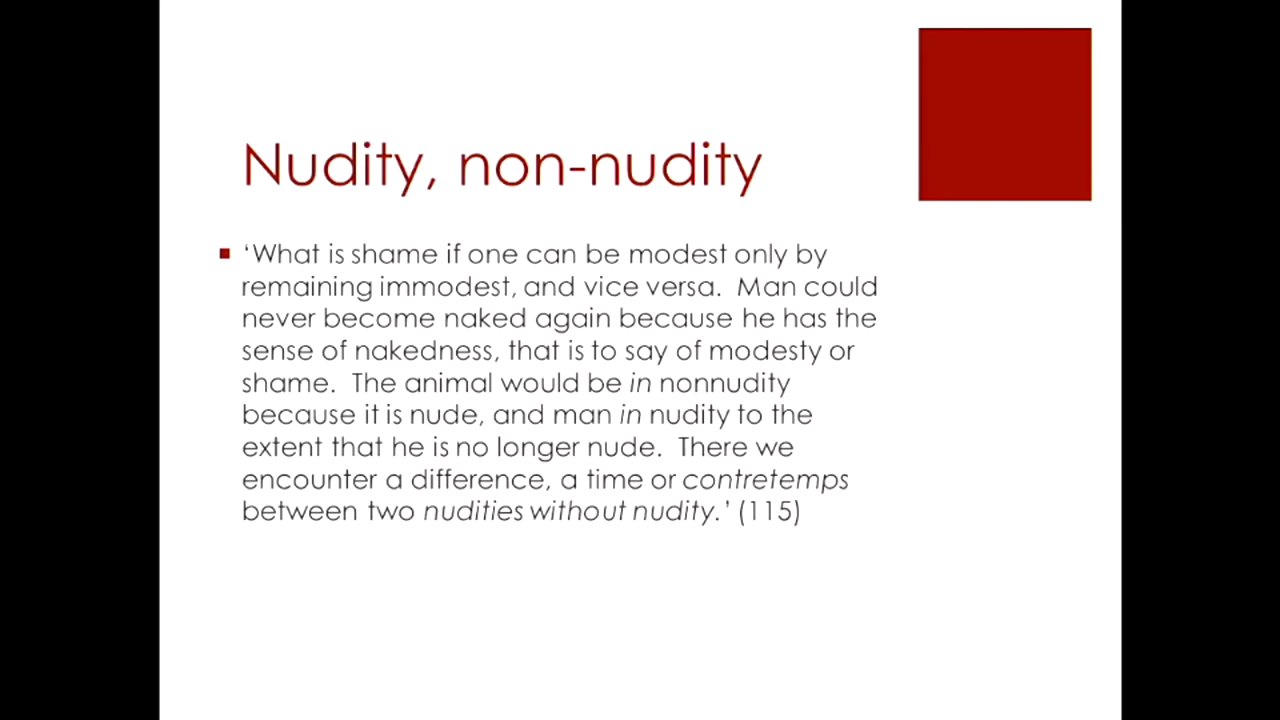 Nudity, non-nudity
‘What is shame if one can be modest only by
remaining immodest, and vice versa.  Man could
never become naked again because he has the
sense of nakedness, that is to say of modesty or
shame.  The animal would be in nonnudity
because it is nude, and man in nudity to the
extent that he is no longer nude.  There we
encounter a difference, a time or contretemps
between two nudities without nudity.’ (115)